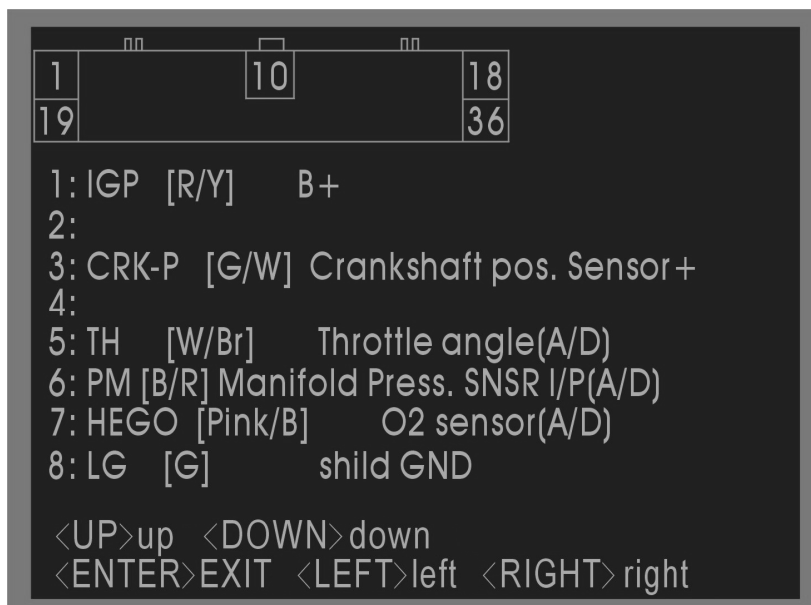 1 10 18
19 36
1: IGP [R/Y] B+
2:
3: CRK-P [G/W] Crankshaft pos. Sensor+
4:
5: TH [W/Br] Throttle angle(A/D)
6: PM [B/R] Manifold Press. SNSR I/P(A/D)
7: HEGO [Pink/B] O2 sensor(A/D)
8: LG [G] shild GND
<UP>up <DOWN>down
<ENTER>EXIT <LEFT>left <RIGHT>right